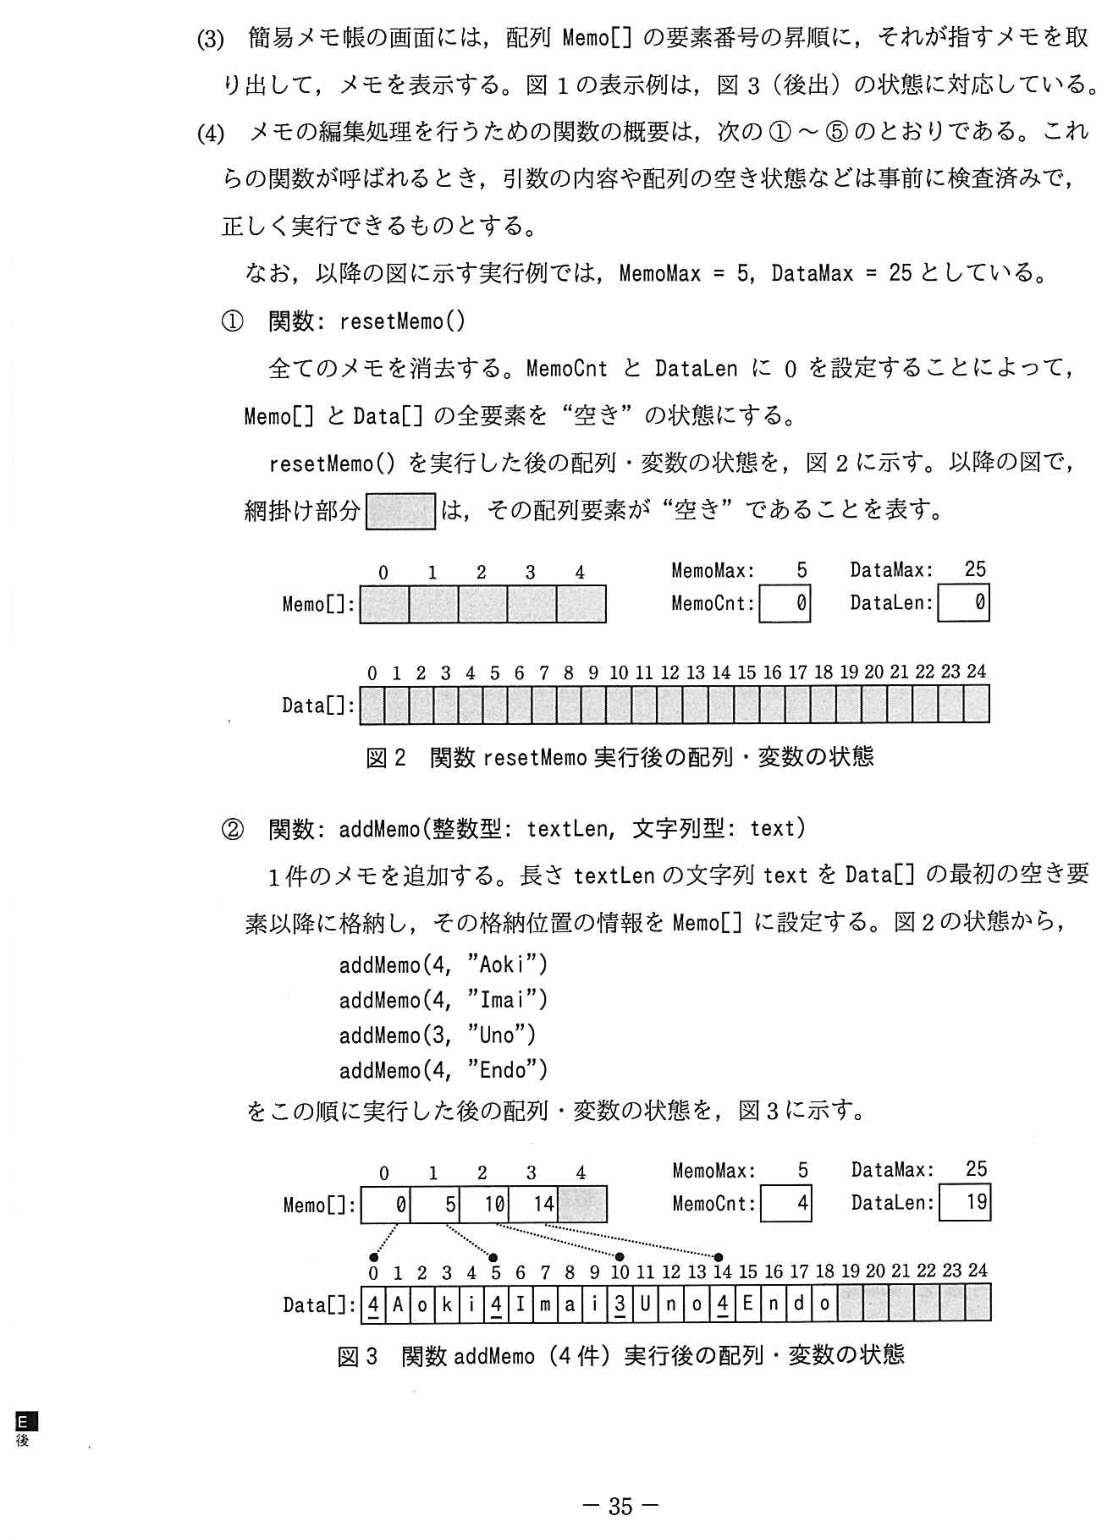 (3) 簡易メモ帳の画面には，配列 Memo[] の要素番号の昇順に，それが指すメモを取
り出して，メモを表示する。図 1 の表示例は，図 3（後出）の状態に対応している。
(4) メモの編集処理を行うための関数の概要は，次の ① ～ ⑤ のとおりである。これ
らの関数が呼ばれるとき，引数の内容や配列の空き状態などは事前に検査済みで，
正しく実行できるものとする。
なお，以降の図に示す実行例では，MemoMax = 5，DataMax = 25 としている。
① 関数: resetMemo()
全てのメモを消去する。MemoCnt と DataLen に 0 を設定することによって，
Memo[] と Data[] の全要素を“空き”の状態にする。
resetMemo() を実行した後の配列・変数の状態を，図 2 に示す。以降の図で，
網掛け部分 は，その配列要素が“空き”であることを表す。
0 1 2 3 4 MemoMax: 5 DataMax: 25
Memo[]: MemoCnt: 0 DataLen: 0
0 1 2 3 4 5 6 7 8 9 10 11 12 13 14 15 16 17 18 19 20 21 22 23 24
Data[]:
図 2 関数 resetMemo 実行後の配列・変数の状態
② 関数: addMemo(整数型: textLen, 文字列型: text)
1 件のメモを追加する。長さ textLen の文字列 text を Data[] の最初の空き要
素以降に格納し，その格納位置の情報を Memo[] に設定する。図 2 の状態から，
addMemo(4, ”Aoki”)
addMemo(4, ”Imai”)
addMemo(3, ”Uno”)
addMemo(4, ”Endo”)
をこの順に実行した後の配列・変数の状態を，図 3 に示す。
0 1 2 3 4 MemoMax: 5 DataMax: 25
Memo[]: 0 5 10 14 MemoCnt: 4 DataLen: 19
0 1 2 3 4 5 6 7 8 9 10 11 12 13 14 15 16 17 18 19 20 21 22 23 24
Data[]: 4 A o k i 4 I m a i 3 U n o 4 E n d o
図 3 関数 addMemo（4 件）実行後の配列・変数の状態
E
後
－ 35 －